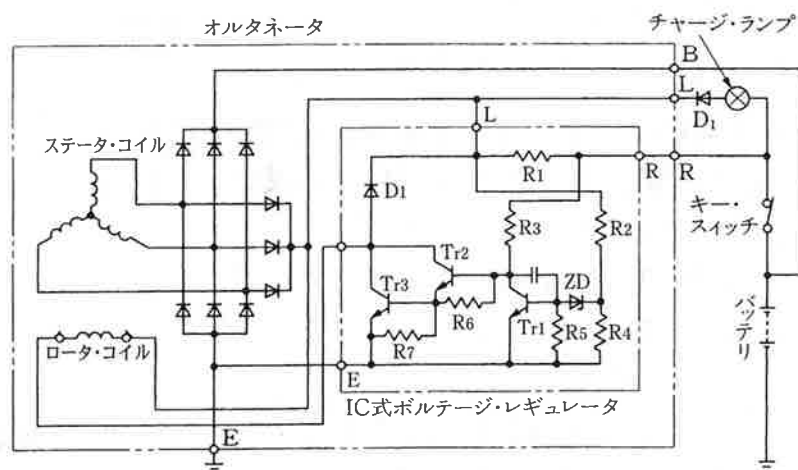 オルタネータ
チャージ・ランプ
B
L
D1
ステータ・コイル
L
R1
R
R
D1
R3
R2
キー・
スイッチ
Tr2
Tr3
ZD
R6
Tr1
R5
R4
R7
バッテリ
ロータ・コイル
E
IC式ボルテージ・レギュレータ
E